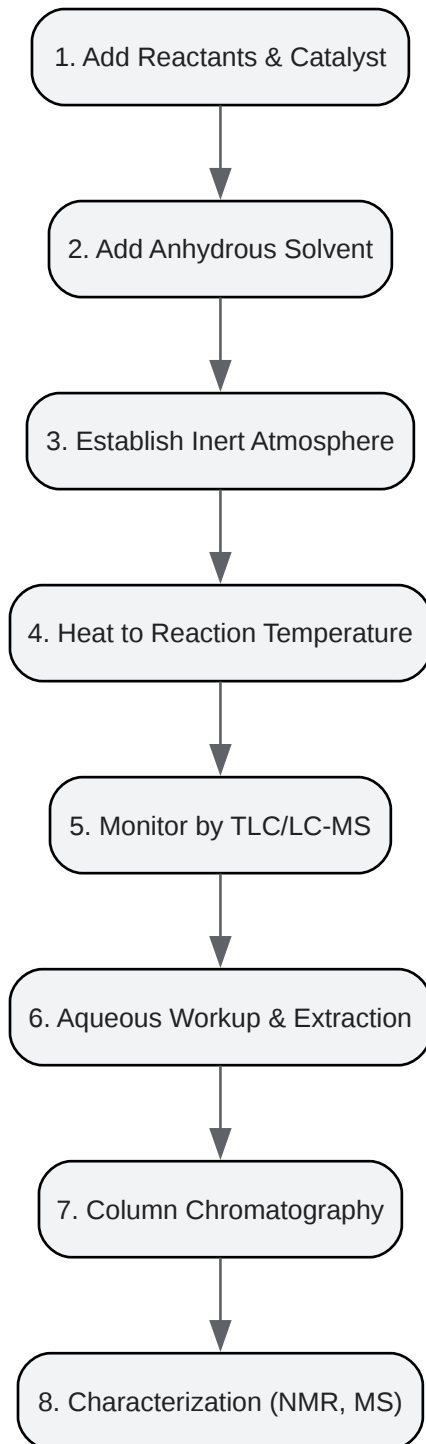 1. Add Reactants & Catalyst
2. Add Anhydrous Solvent
3. Establish Inert Atmosphere
4. Heat to Reaction Temperature
5. Monitor by TLC/LC-MS
6. Aqueous Workup & Extraction
7. Column Chromatography
8. Characterization (NMR, MS)